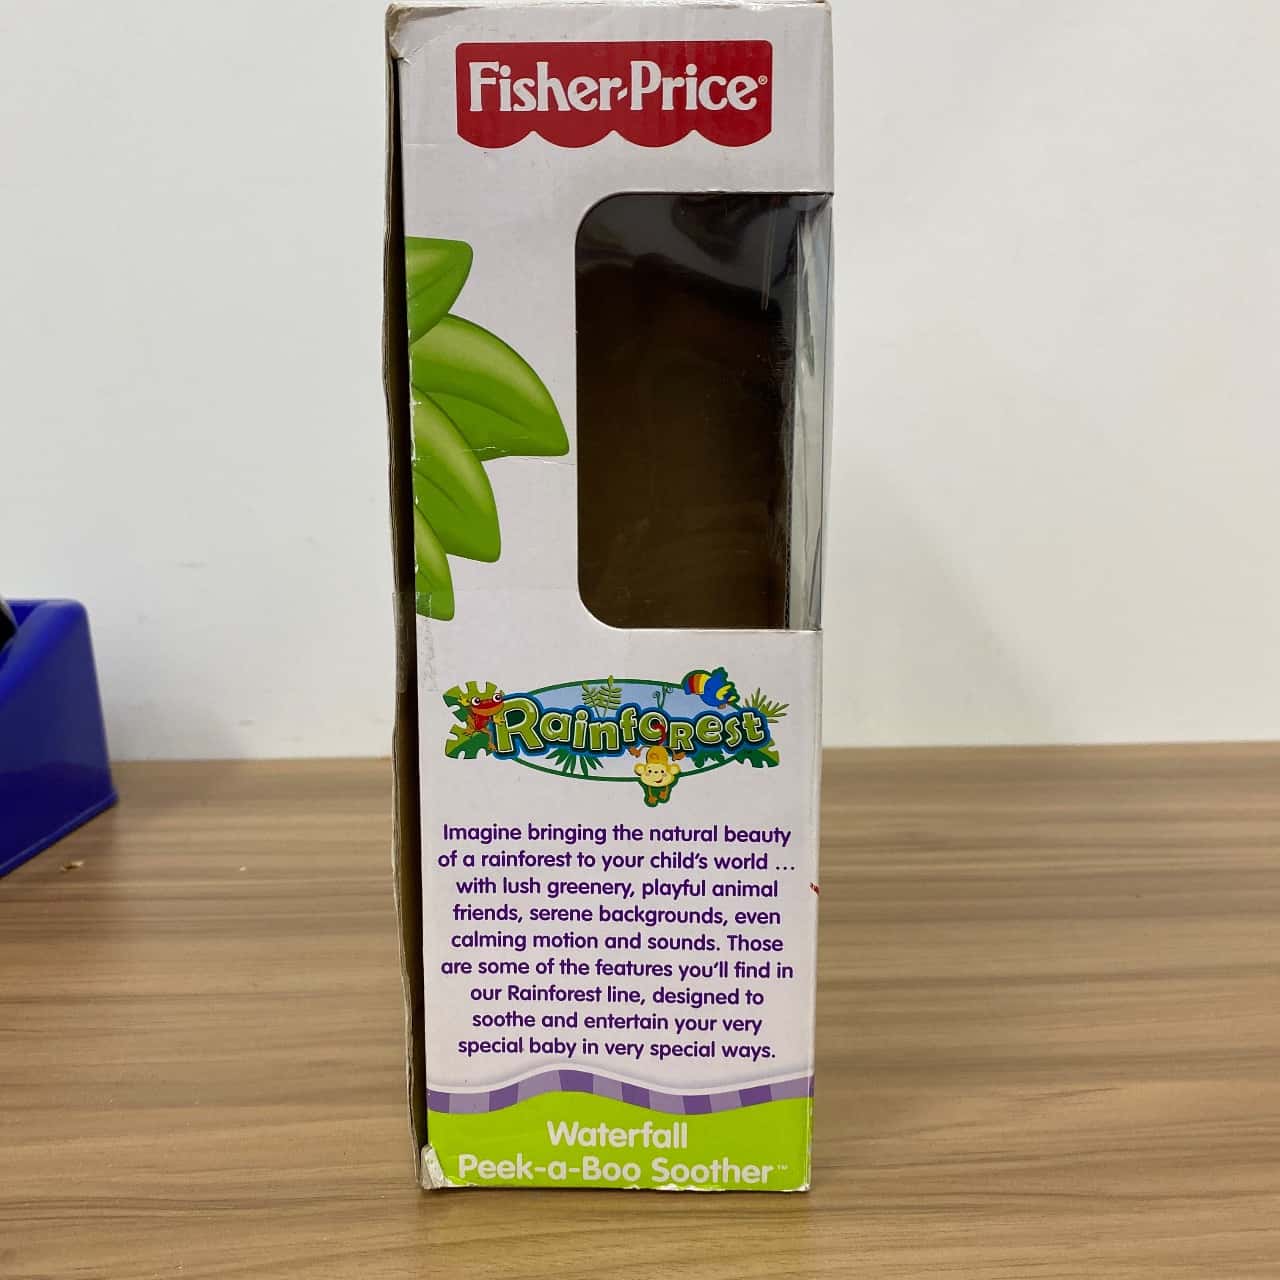 Fisher-Price®
Rainforest
Imagine bringing the natural beauty
of a rainforest to your child's world ...
with lush greenery, playful animal
friends, serene backgrounds, even
calming motion and sounds. Those
are some of the features you'll find in
our Rainforest line, designed to
soothe and entertain your very
special baby in very special ways.
Waterfall
Peek-a-Boo Soother™